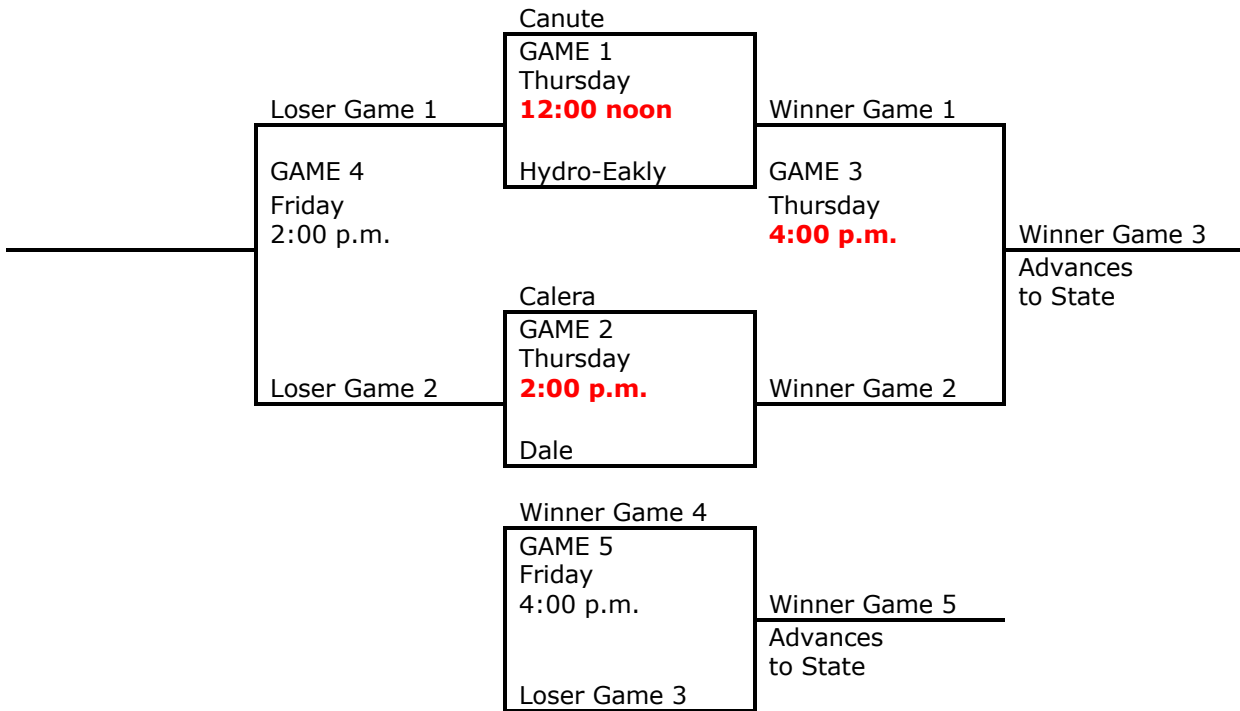 Canute
GAME 1
Thursday
12:00 noon
Hydro-Eakly
Loser Game 1
Winner Game 1
GAME 4
Friday
2:00 p.m.
GAME 3
Thursday
4:00 p.m.
Winner Game 3
Advances
to State
Calera
GAME 2
Thursday
2:00 p.m.
Dale
Loser Game 2
Winner Game 2
Winner Game 4
GAME 5
Friday
4:00 p.m.
Loser Game 3
Winner Game 5
Advances
to State